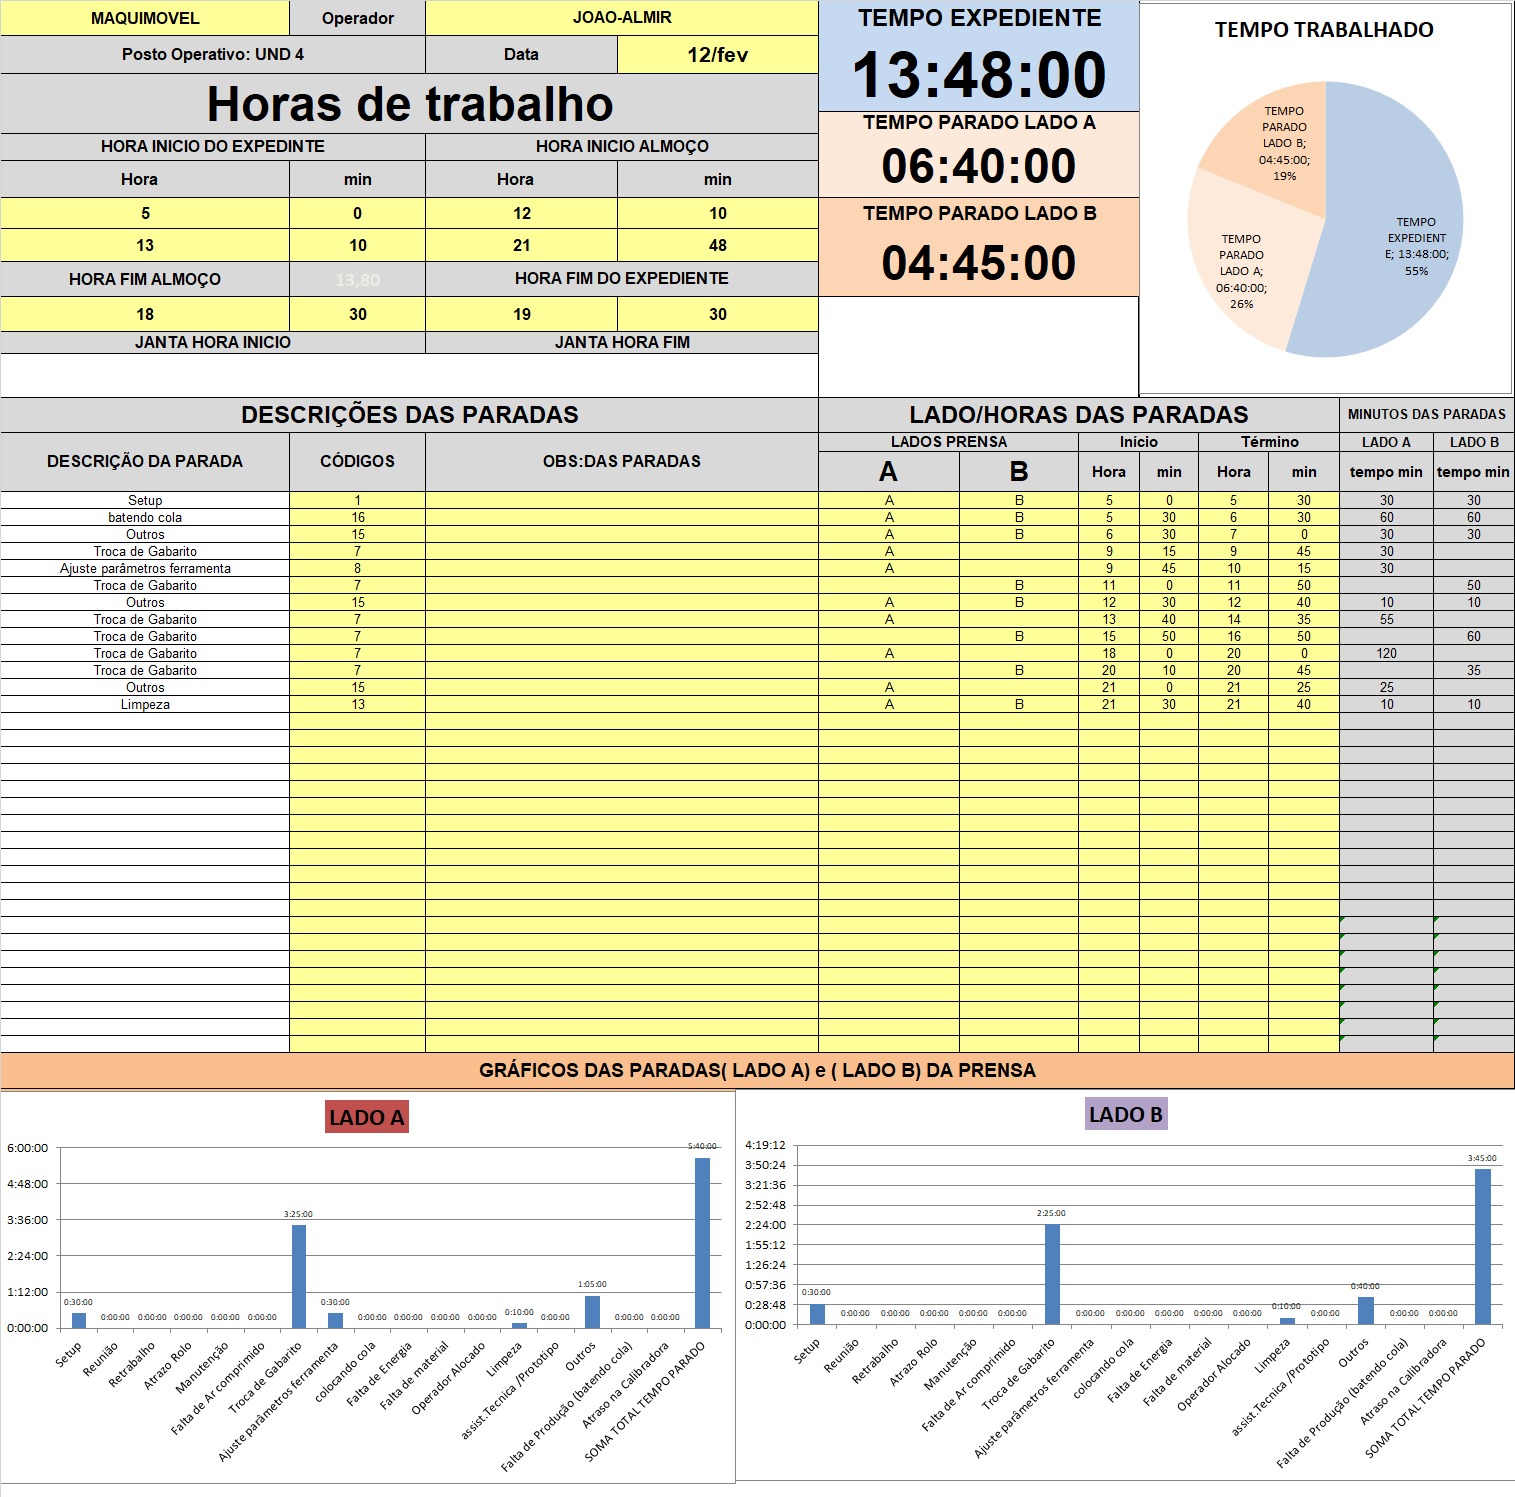 MAQUIMOVEL Operador JOAO-ALMIR
Posto Operativo: UND 4 Data 12/fev
Horas de trabalho
HORA INICIO DO EXPEDINTE HORA INICIO ALMOÇO
Hora min Hora min
5 0 12 10
13 10 21 48
HORA FIM ALMOÇO 13,80 HORA FIM DO EXPEDIENTE
18 30 19 30
JANTA HORA INICIO JANTA HORA FIM
TEMPO EXPEDIENTE
13:48:00
TEMPO PARADO LADO A
06:40:00
TEMPO PARADO LADO B
04:45:00
TEMPO TRABALHADO
TEMPO
PARADO
LADO B;
04:45:00;
19%
TEMPO
PARADO
LADO A;
06:40:00;
26%
TEMPO
EXPEDIENT
E; 13:48:00;
55%
DESCRIÇÕES DAS PARADAS LADO/HORAS DAS PARADAS MINUTOS DAS PARADAS
DESCRIÇÃO DA PARADA CÓDIGOS OBS:DAS PARADAS LADOS PRENSA Início Término LADO A LADO B
A B Hora min Hora min tempo min tempo min
Setup 1 A B 5 0 5 30 30 30
batendo cola 16 A B 5 30 6 30 60 60
Outros 15 A B 6 30 7 0 30 30
Troca de Gabarito 7 A 9 15 9 45 30
Ajuste parâmetros ferramenta 8 A 9 45 10 15 30
Troca de Gabarito 7 B 11 0 11 50 50
Outros 15 A B 12 30 12 40 10 10
Troca de Gabarito 7 A 13 40 14 35 55
Troca de Gabarito 7 B 15 50 16 50 60
Troca de Gabarito 7 A 18 0 20 0 120
Troca de Gabarito 7 B 20 10 20 45 35
Outros 15 A 21 0 21 25 25
Limpeza 13 A B 21 30 21 40 10 10
GRÁFICOS DAS PARADAS( LADO A) e ( LADO B) DA PRENSA
LADO A
6:00:00
4:48:00
3:36:00
2:24:00
1:12:00
0:00:00
0:30:00 0:00:00 0:00:00 0:00:00 0:00:00 0:00:00 3:25:00 0:30:00 0:00:00 0:00:00 0:00:00 0:00:00 0:10:00 0:00:00 1:05:00 0:00:00 0:00:00 5:40:00
Setup
Reunião
Retrabalho
Atrazo Rolo
Manutenção
Falta de Ar comprimido
Troca de Gabarito
Ajuste parâmetros ferramenta
colocando cola
Falta de Energia
Falta de material
Operador Alocado
Limpeza
assist.Tecnica /Prototipo
Outros
Falta de Produção (batendo cola)
Atraso na Calibradora
SOMA TOTAL TEMPO PARADO
LADO B
4:19:12
3:50:24
3:21:36
2:52:48
2:24:00
1:55:12
1:26:24
0:57:36
0:28:48
0:00:00
0:30:00 0:00:00 0:00:00 0:00:00 0:00:00 0:00:00 2:25:00 0:00:00 0:00:00 0:00:00 0:00:00 0:00:00 0:10:00 0:00:00 0:40:00 0:00:00 0:00:00 3:45:00
Setup
Reunião
Retrabalho
Atrazo Rolo
Manutenção
Falta de Ar comprimido
Troca de Gabarito
Ajuste parâmetros ferramenta
colocando cola
Falta de Energia
Falta de material
Operador Alocado
Limpeza
assist.Tecnica /Prototipo
Outros
Falta de Produção (batendo cola)
Atraso na Calibradora
SOMA TOTAL TEMPO PARADO